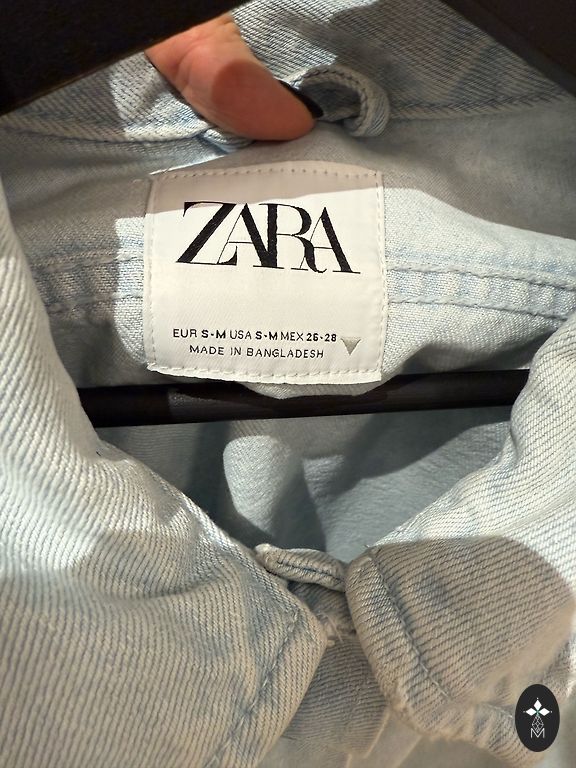 ZARA
EUR S-M USA S-M MEX 26-28
MADE IN BANGLADESH
M